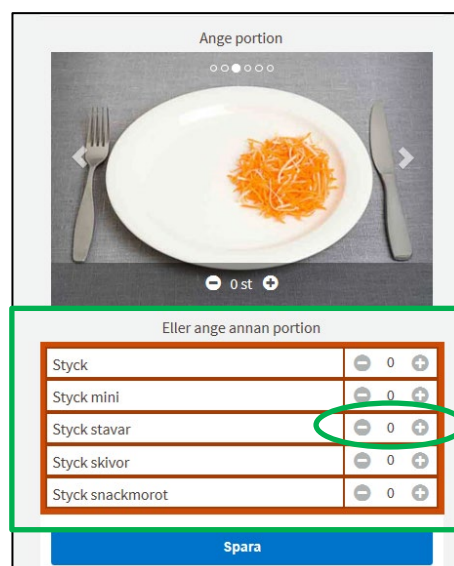 Ange portion
0 st
Eller ange annan portion
Styck 0
Styck mini 0
Styck stavar 0
Styck skivor 0
Styck snackmorot 0
Spara